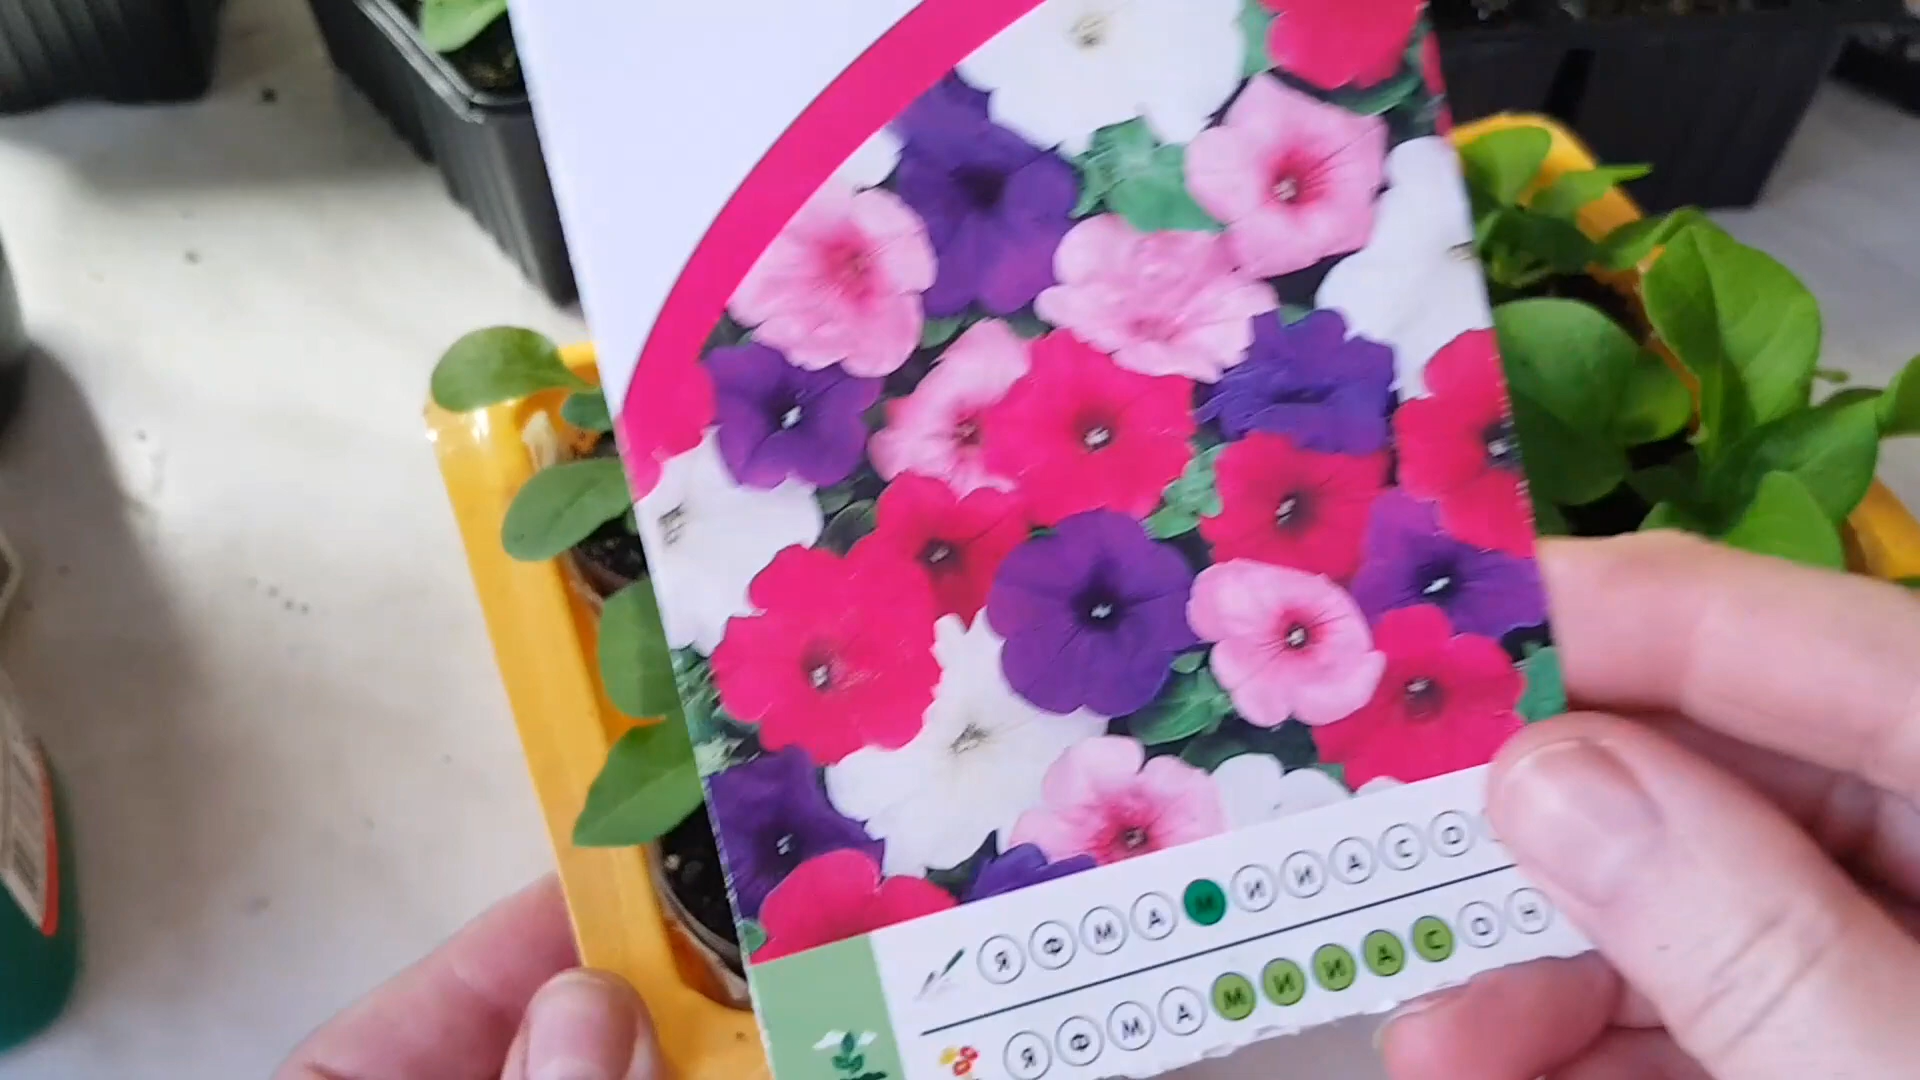 Я Ф М А М И И А С О
Я Ф М А М И И А С О Н